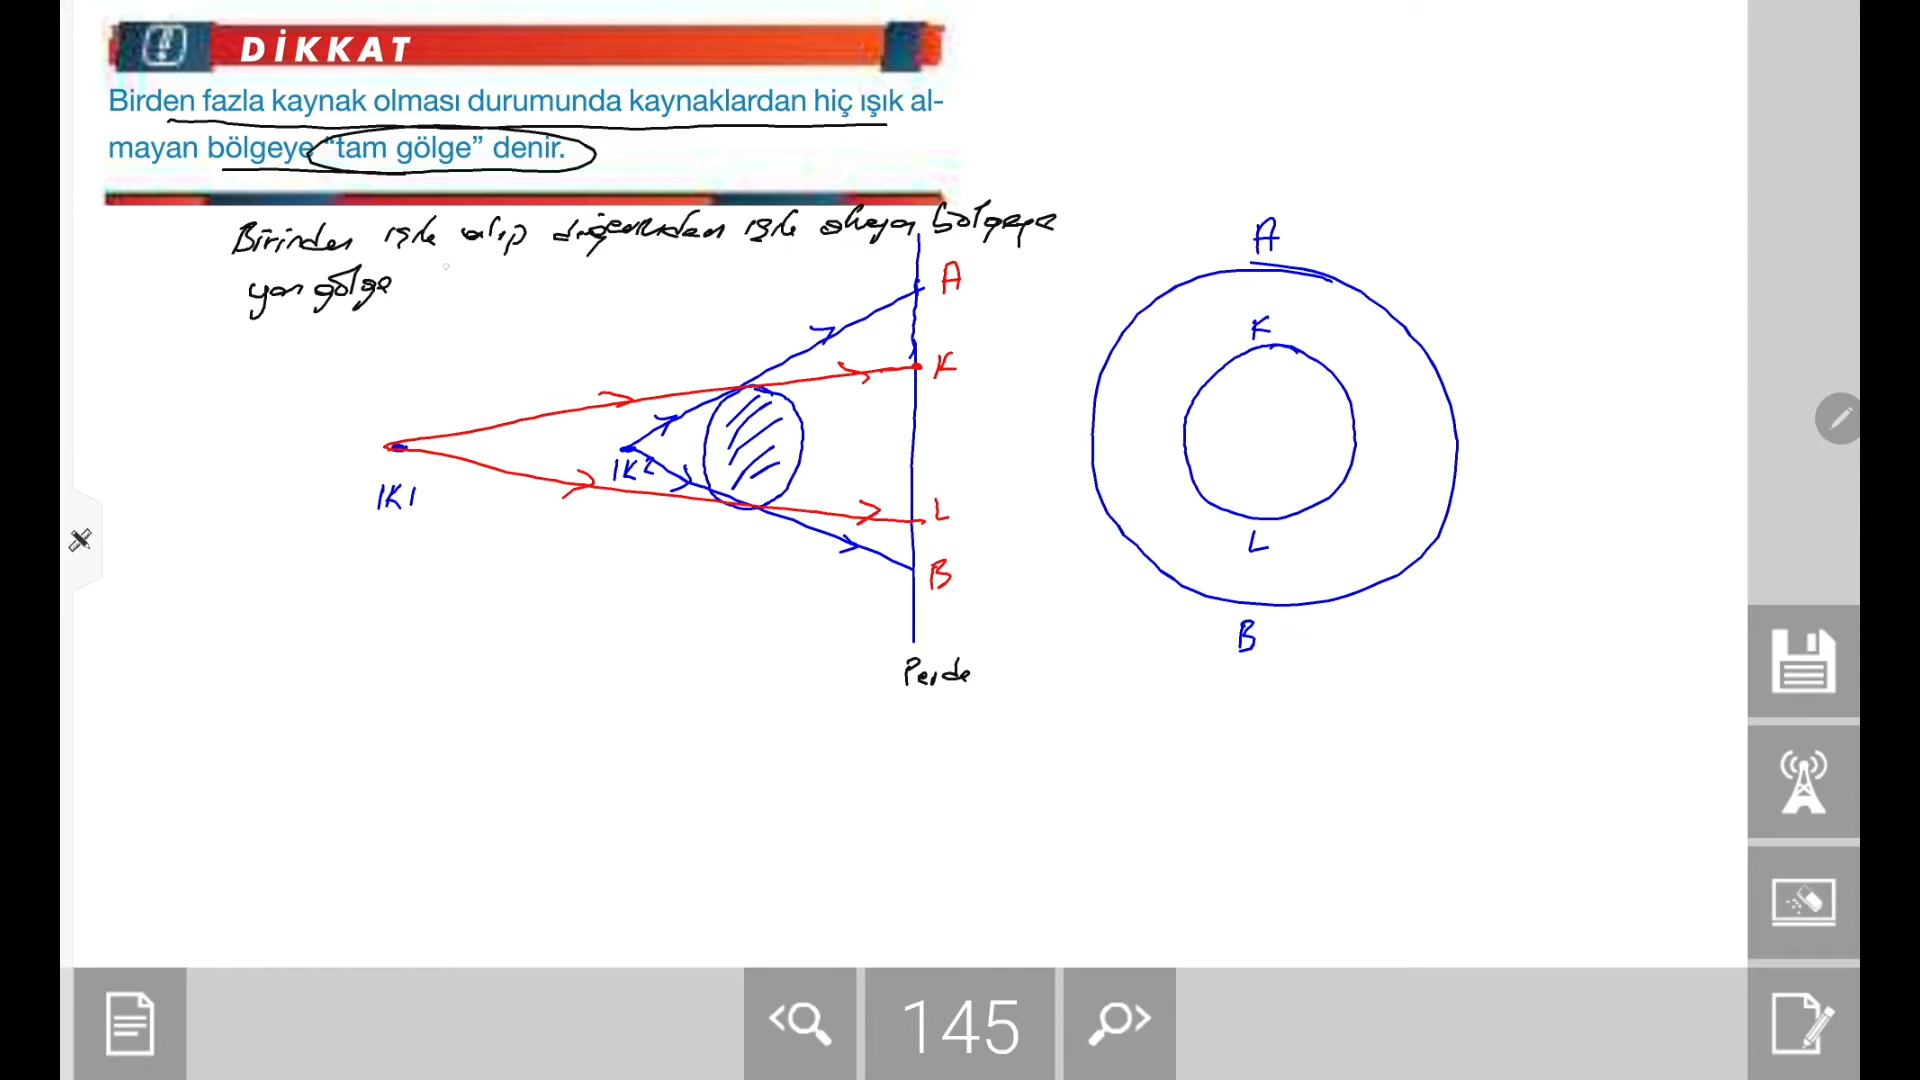 DİKKAT
Birden fazla kaynak olması durumunda kaynaklardan hiç ışık al-
mayan bölgeye "tam gölge" denir.
Birinden ışık alıp diğerinden ışık almayan bölgeye
yarı gölge
A
K
L
B
IK1
IK2
Perde
A
K
L
B
145